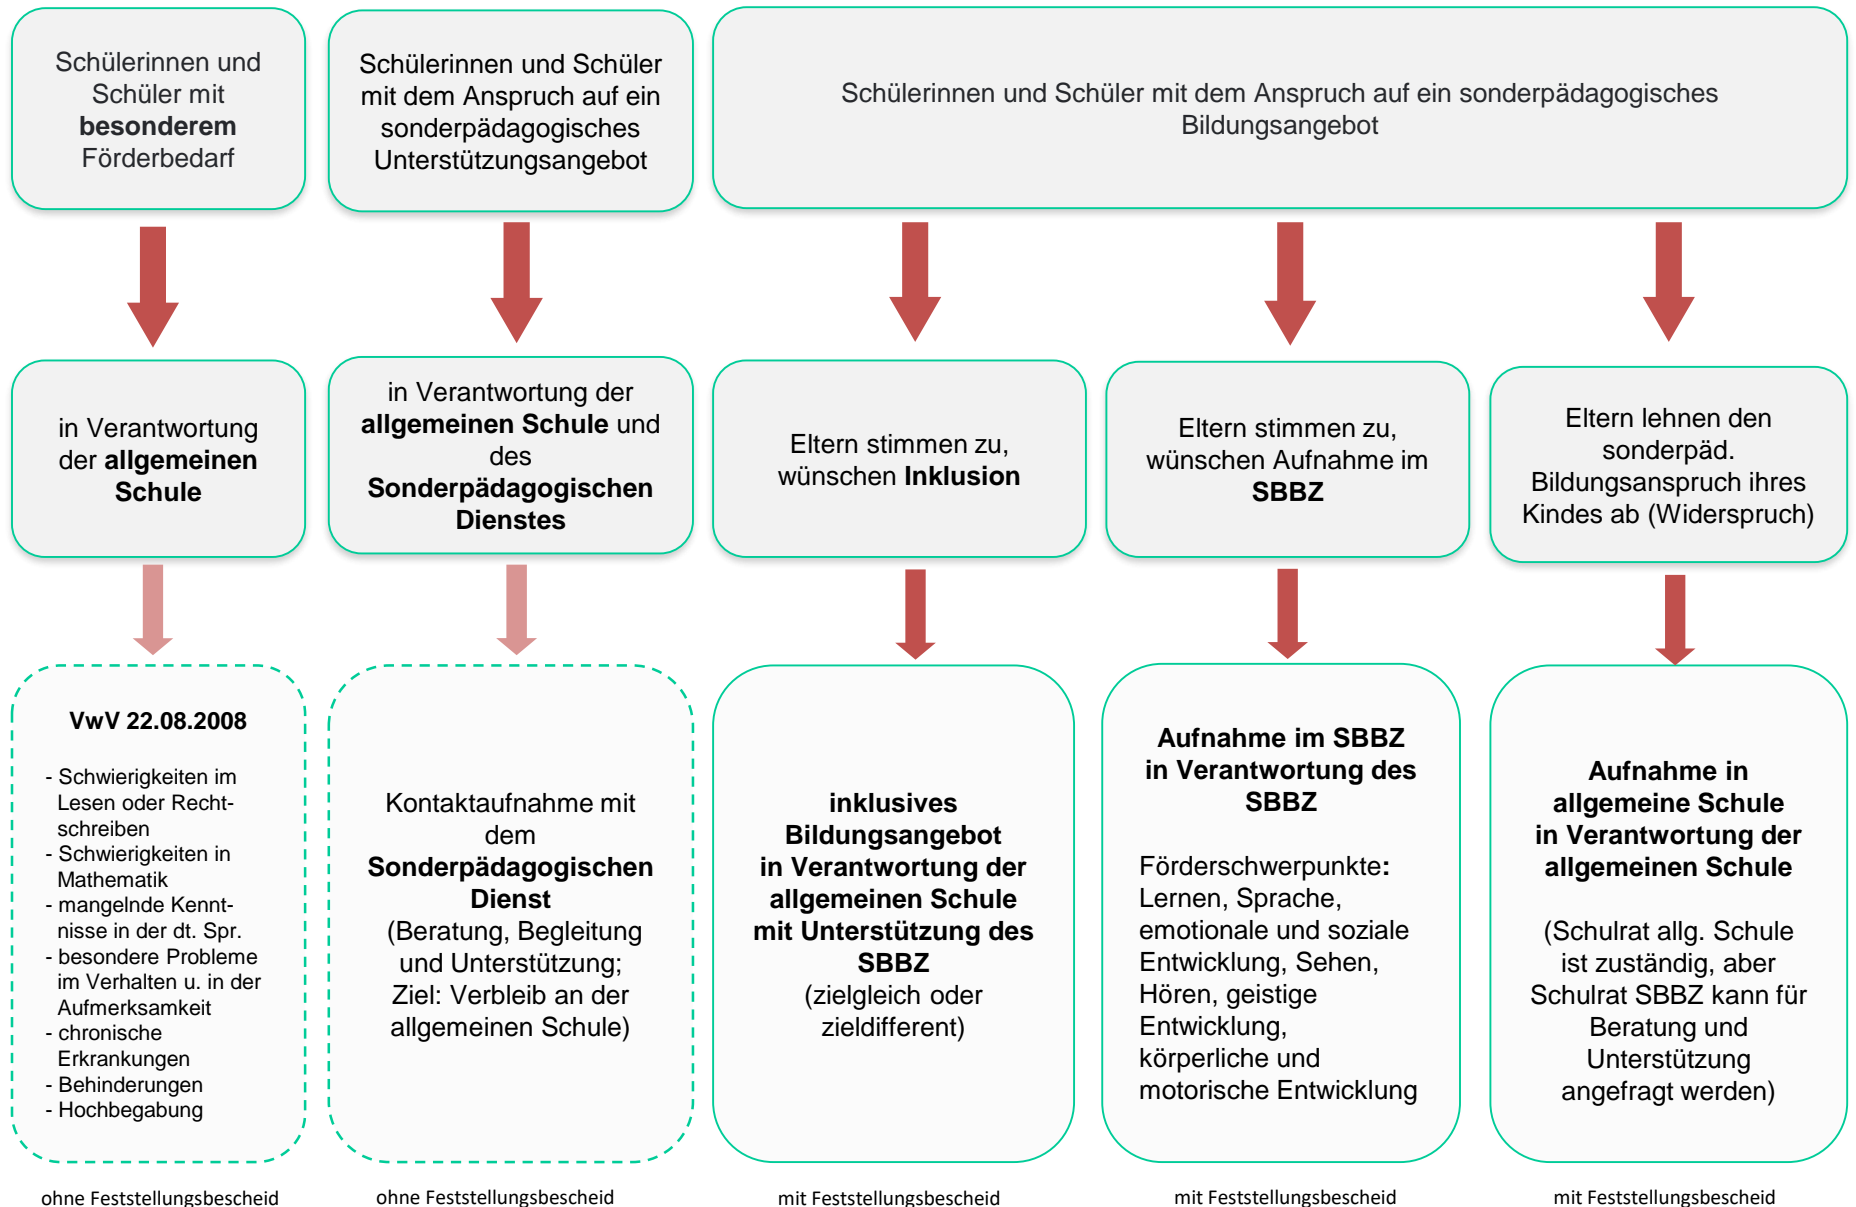 Schülerinnen und
Schüler mit
besonderem
Förderbedarf
Schülerinnen und Schüler
mit dem Anspruch auf ein
sonderpädagogisches
Unterstützungsangebot
Schülerinnen und Schüler mit dem Anspruch auf ein sonderpädagogisches
Bildungsangebot
in Verantwortung
der allgemeinen
Schule
in Verantwortung der
allgemeinen Schule und
des
Sonderpädagogischen
Dienstes
Eltern stimmen zu,
wünschen Inklusion
Eltern stimmen zu,
wünschen Aufnahme im
SBBZ
Eltern lehnen den
sonderpäd.
Bildungsanspruch ihres
Kindes ab (Widerspruch)
VwV 22.08.2008
- Schwierigkeiten im
Lesen oder Recht-
schreiben
- Schwierigkeiten in
Mathematik
- mangelnde Kennt-
nisse in der dt. Spr.
- besondere Probleme
im Verhalten u. in der
Aufmerksamkeit
- chronische
Erkrankungen
- Behinderungen
- Hochbegabung
Kontaktaufnahme mit
dem
Sonderpädagogischen
Dienst
(Beratung, Begleitung
und Unterstützung;
Ziel: Verbleib an der
allgemeinen Schule)
inklusives
Bildungsangebot
in Verantwortung der
allgemeinen Schule
mit Unterstützung des
SBBZ
(zielgleich oder
zieldifferent)
Aufnahme im SBBZ
in Verantwortung des
SBBZ
Förderschwerpunkte:
Lernen, Sprache,
emotionale und soziale
Entwicklung, Sehen,
Hören, geistige
Entwicklung,
körperliche und
motorische Entwicklung
Aufnahme in
allgemeine Schule
in Verantwortung der
allgemeinen Schule
(Schulrat allg. Schule
ist zuständig, aber
Schulrat SBBZ kann für
Beratung und
Unterstützung
angefragt werden)
ohne Feststellungsbescheid
ohne Feststellungsbescheid
mit Feststellungsbescheid
mit Feststellungsbescheid
mit Feststellungsbescheid